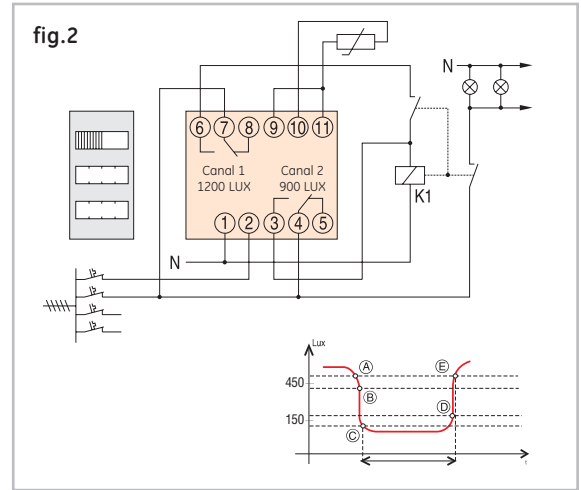 fig.2
N
6 7 8 9 10 11
Canal 1
1200 LUX
Canal 2
900 LUX
K1
1 2 3 4 5
N
Lux
A
E
450
B
D
150
C
t